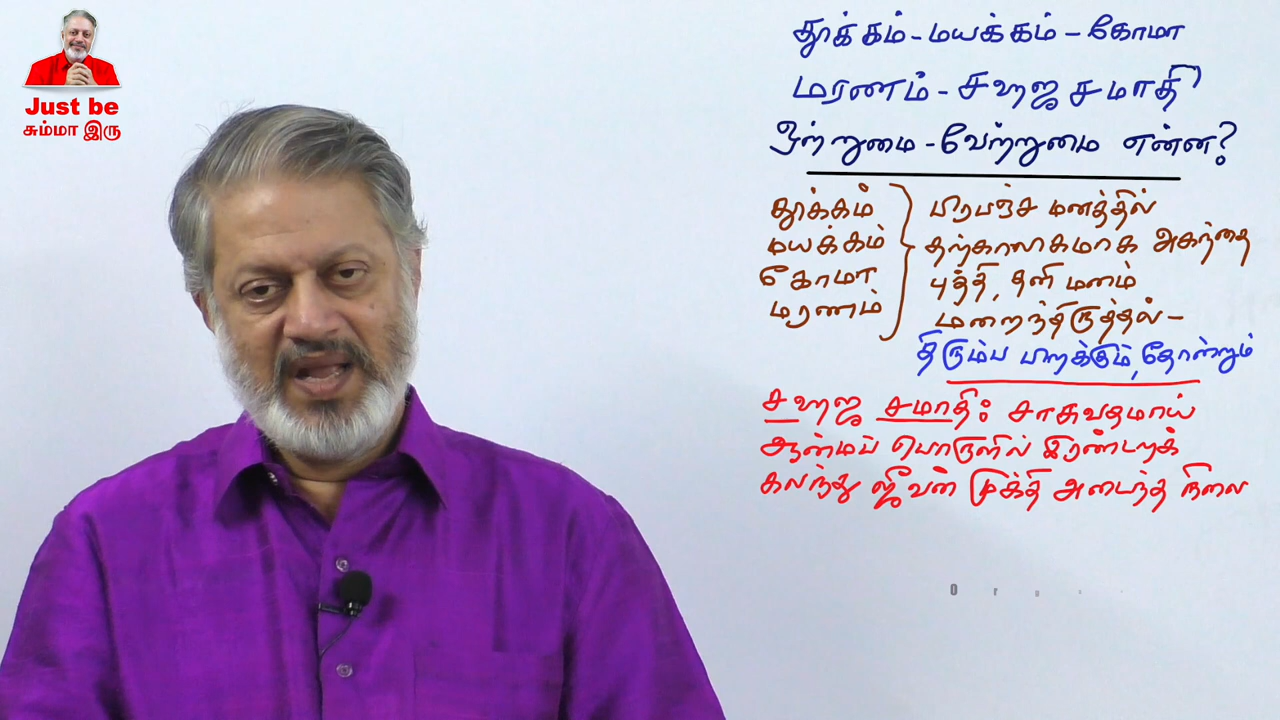 Just be
சும்மா இரு
தூக்கம் - மயக்கம் - கோமா
மரணம் - சஹஜ சமாதி
ஒற்றுமை - வேற்றுமை என்ன?
தூக்கம்
மயக்கம்
கோமா
மரணம்
பிரபஞ்ச மனத்தில்
தற்காலிகமாக அகந்தை
புத்தி, தனி மனம்
மறைந்திருத்தல் -
திரும்ப பிறக்கும், தோன்றும்
சஹஜ சமாதி: சாசுவதமாய்
ஆன்மப் பொருளில் இரண்டறக்
கலந்து ஜீவன் முக்தி அடைந்த நிலை